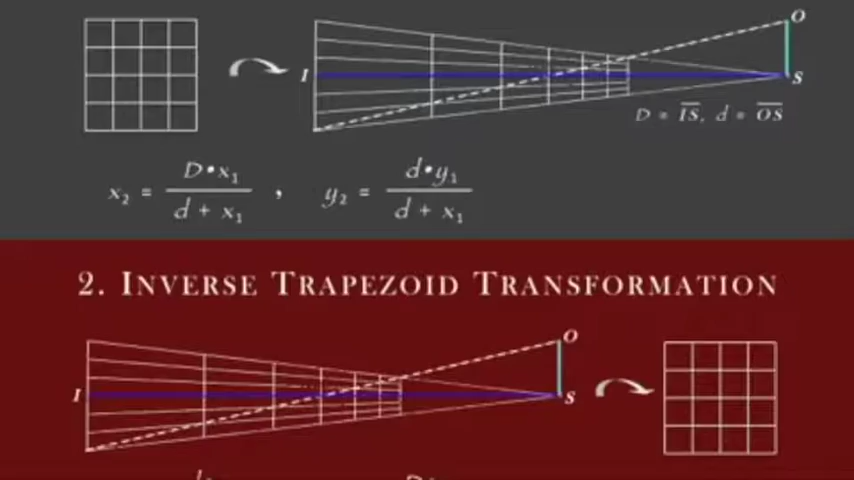 O
I
S
D = IS, d = OS
x₂ = D•x₁ / d + x₁ , y₂ = d•y₁ / d + x₁
2. INVERSE TRAPEZOID TRANSFORMATION
O
I
S